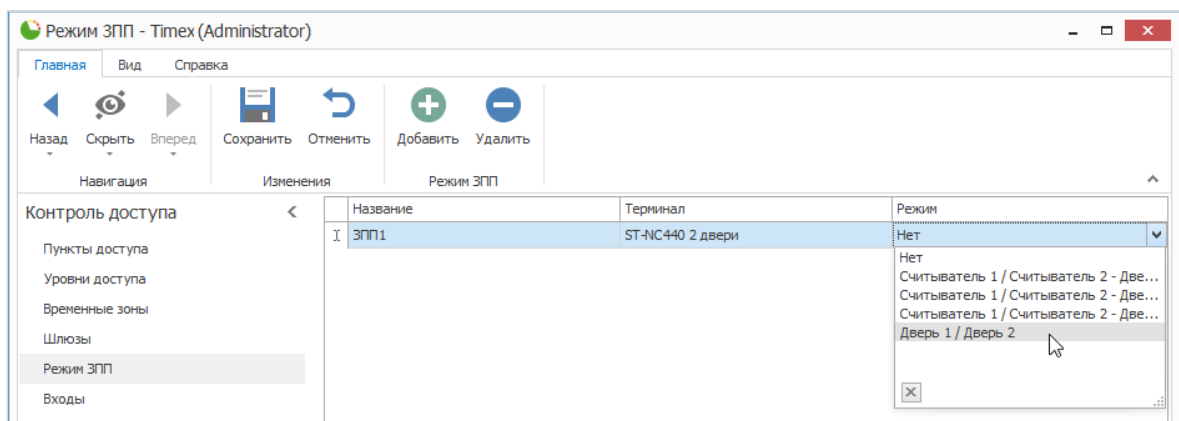 Режим ЗПП - Timex (Administrator)
Главная Вид Справка
Назад Скрыть Вперед Сохранить Отменить Добавить Удалить
Навигация Изменения Режим ЗПП
Контроль доступа
Пункты доступа
Уровни доступа
Временные зоны
Шлюзы
Режим ЗПП
Входы
Название Терминал Режим
ЗПП1 ST-NC440 2 двери Нет
Нет
Считыватель 1 / Считыватель 2 - Две...
Считыватель 1 / Считыватель 2 - Две...
Считыватель 1 / Считыватель 2 - Две...
Дверь 1 / Дверь 2